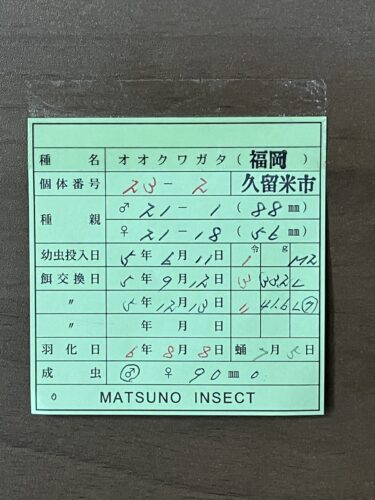 種名 オオクワガタ (福岡)
個体番号 23-2 久留米市
種親 ♂ 21-1 (88㎜)
♀ 21-18 (56㎜)
幼虫投入日 5年6月11日 令 1 g M2
餌交換日 5年9月12日 3 33.2 L
〃 5年12月13日 41.6 L
〃 年 月 日
羽化日 6年8月8日 蛹 7月5日
成虫 ♂ ♀ 90㎜ 0
0 MATSUNO INSECT